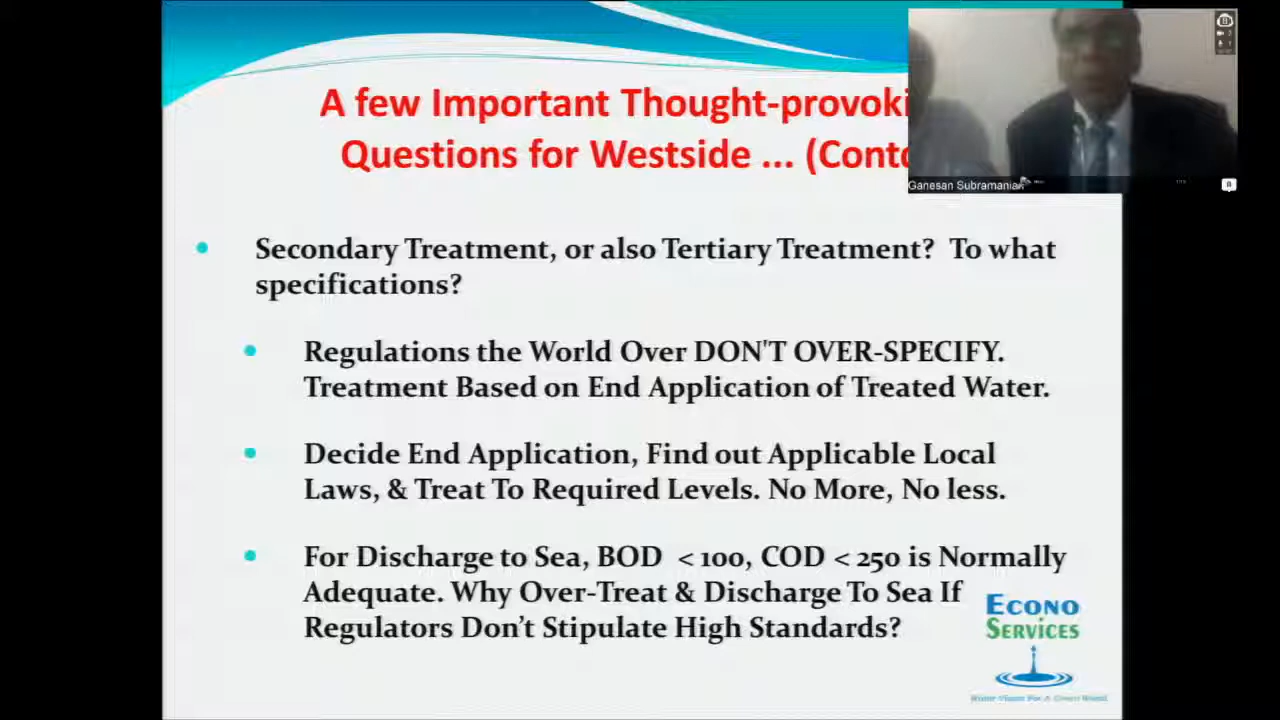 A few Important Thought-provoki
Questions for Westside ... (Contd
Ganesan Subramanian
Secondary Treatment, or also Tertiary Treatment? To what
specifications?
Regulations the World Over DON'T OVER-SPECIFY.
Treatment Based on End Application of Treated Water.
Decide End Application, Find out Applicable Local
Laws, & Treat To Required Levels. No More, No less.
For Discharge to Sea, BOD < 100, COD < 250 is Normally
Adequate. Why Over-Treat & Discharge To Sea If
Regulators Don't Stipulate High Standards?
ECONO
SERVICES